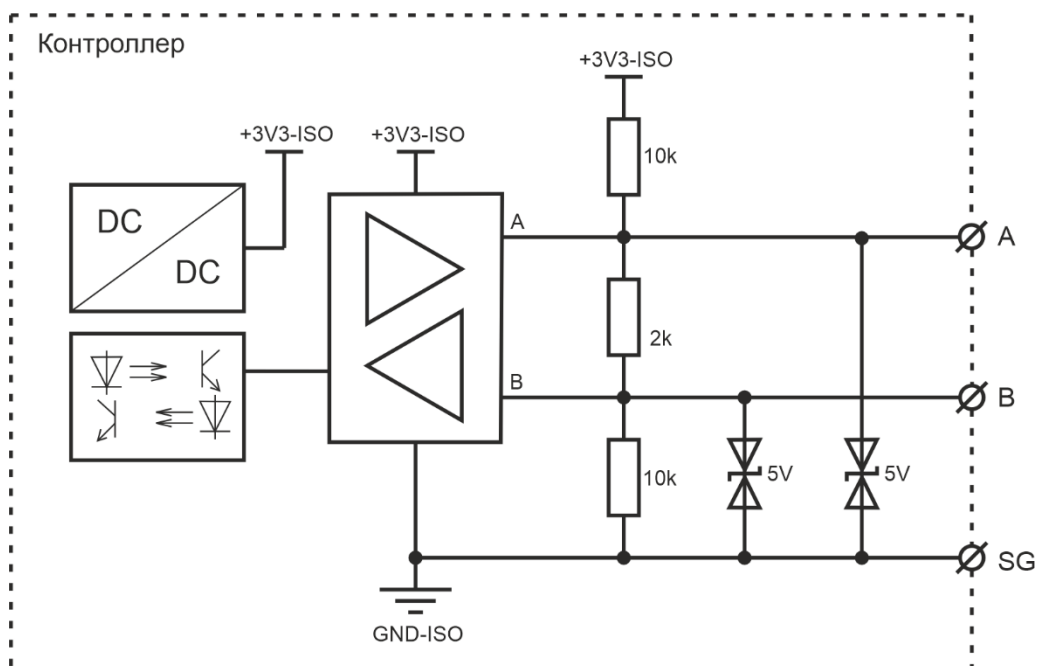 Контроллер
+3V3-ISO
+3V3-ISO
+3V3-ISO
10k
DC
DC
A
A
2k
B
B
10k
5V
5V
SG
GND-ISO